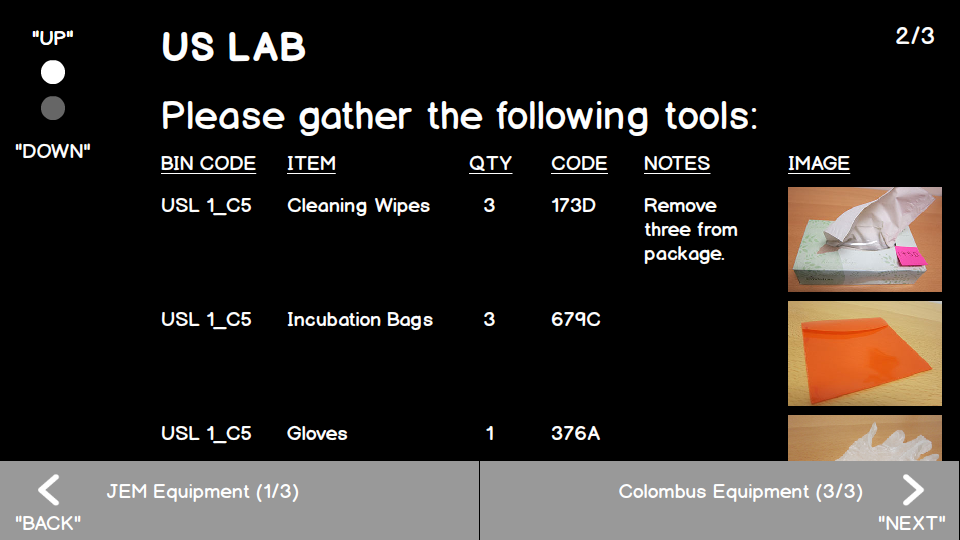 "UP"
US LAB
2/3
Please gather the following tools:
"DOWN"
BIN CODE ITEM QTY CODE NOTES IMAGE
USL 1_C5 Cleaning Wipes 3 173D Remove
three from
package.
USL 1_C5 Incubation Bags 3 679C
USL 1_C5 Gloves 1 376A
JEM Equipment (1/3)
"BACK"
Colombus Equipment (3/3)
"NEXT"